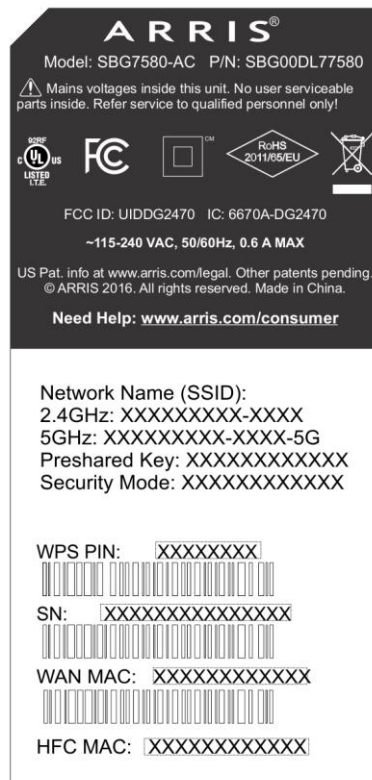 ARRIS®
Model: SBG7580-AC P/N: SBG00DL77580
Mains voltages inside this unit. No user serviceable
parts inside. Refer service to qualified personnel only!
92RF
C UL US
LISTED
I.T.E.
FC
CM
RoHS
2011/65/EU
FCC ID: UIDDG2470 IC: 6670A-DG2470
~115-240 VAC, 50/60Hz, 0.6 A MAX
US Pat. info at www.arris.com/legal. Other patents pending.
© ARRIS 2016. All rights reserved. Made in China.
Need Help: www.arris.com/consumer
Network Name (SSID):
2.4GHz: XXXXXXXXX-XXXX
5GHz: XXXXXXXXX-XXXX-5G
Preshared Key: XXXXXXXXXXXX
Security Mode: XXXXXXXXXXXX
WPS PIN: XXXXXXXX
SN: XXXXXXXXXXXXXXX
WAN MAC: XXXXXXXXXXXX
HFC MAC: XXXXXXXXXXXX